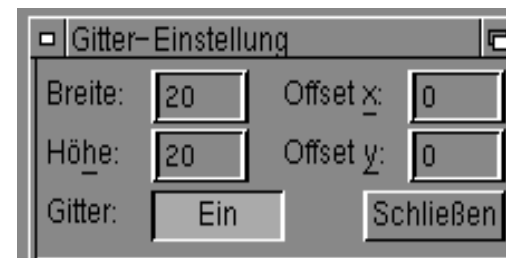 Gitter-Einstellung
Breite: 20 Offset x: 0
Höhe: 20 Offset y: 0
Gitter: Ein Schließen